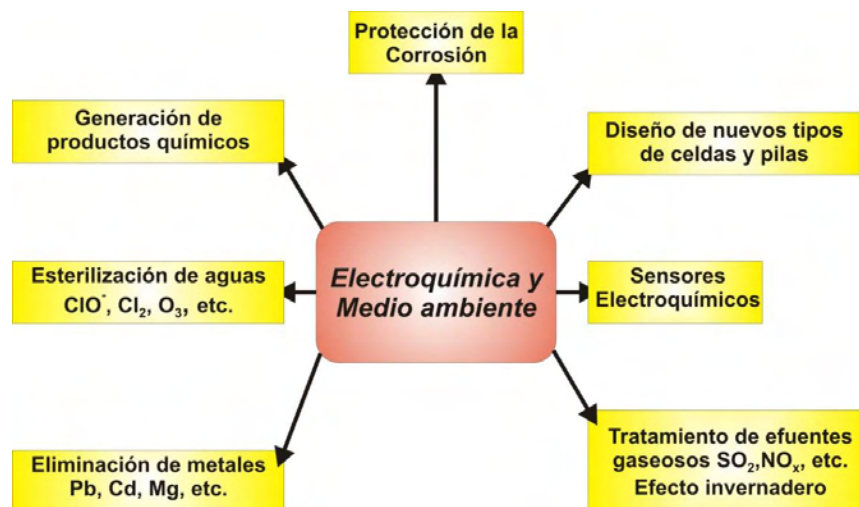 Protección de la
Corrosión
Generación de
productos químicos
Diseño de nuevos tipos
de celdas y pilas
Esterilización de aguas
ClO⁻, Cl₂, O₃, etc.
Electroquímica y
Medio ambiente
Sensores
Electroquímicos
Eliminación de metales
Pb, Cd, Mg, etc.
Tratamiento de efuentes
gaseosos SO₂,NOₓ, etc.
Efecto invernadero